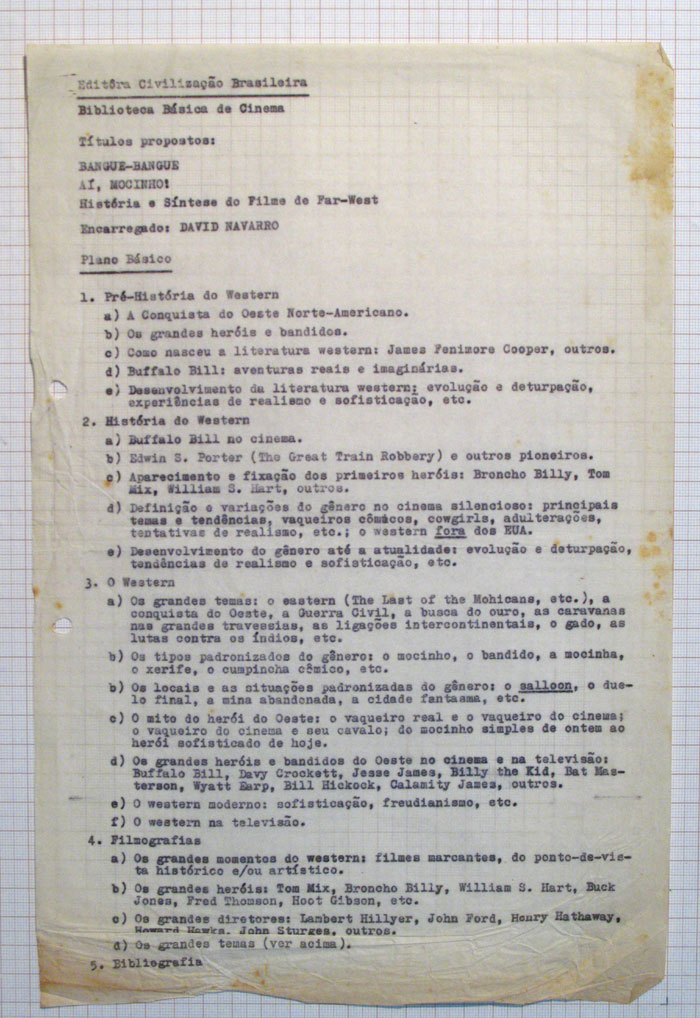 Editôra Civilização Brasileira
Biblioteca Básica de Cinema
Títulos propostos:
BANGUE-BANGUE
AÍ, MOCINHO!
História e Síntese do Filme de Far-West
Encarregado: DAVID NAVARRO
Plano Básico
1. Pré-História do Western
a) A Conquista do Oeste Norte-Americano.
b) Os grandes heróis e bandidos.
c) Como nasceu a literatura western: James Fenimore Cooper, outros.
d) Buffalo Bill: aventuras reais e imaginárias.
e) Desenvolvimento da literatura western: evolução e deturpação,
experiências de realismo e sofisticação, etc.
2. História do Western
a) Buffalo Bill no cinema.
b) Edwin S. Porter (The Great Train Robbery) e outros pioneiros.
c) Aparecimento e fixação dos primeiros heróis: Broncho Billy, Tom
Mix, William S. Hart, outros.
d) Definição e variações do gênero no cinema silencioso: principais
temas e tendências, vaqueiros cômicos, cowgirls, adulterações,
tentativas de realismo, etc.; o western fora dos EUA.
e) Desenvolvimento do gênero até a atualidade: evolução e deturpação,
tendências de realismo e sofisticação, etc.
3. O Western
a) Os grandes temas: o eastern (The Last of the Mohicans, etc.), a
conquista do Oeste, a Guerra Civil, a busca do ouro, as caravanas
nas grandes travessias, as ligações intercontinentais, o gado, as
lutas contra os índios, etc.
b) Os tipos padronizados do gênero: o mocinho, o bandido, a mocinha,
o xerife, o cumpincha cômico, etc.
b) Os locais e as situações padronizadas do gênero: o salloon, o due-
lo final, a mina abandonada, a cidade fantasma, etc.
c) O mito do herói do Oeste: o vaqueiro real e o vaqueiro do cinema;
o vaqueiro do cinema e seu cavalo; do mocinho simples de ontem ao
herói sofisticado de hoje.
d) Os grandes heróis e bandidos do Oeste no cinema e na televisão:
Buffalo Bill, Davy Crockett, Jesse James, Billy the Kid, Bat Mas-
terson, Wyatt Earp, Bill Hickock, Calamity James, outros.
e) O western moderno: sofisticação, freudianismo, etc.
f) O western na televisão.
4. Filmografias
a) Os grandes momentos do western: filmes marcantes, do ponto-de-vis-
ta histórico e/ou artístico.
b) Os grandes heróis: Tom Mix, Broncho Billy, William S. Hart, Buck
Jones, Fred Thomson, Hoot Gibson, etc.
c) Os grandes diretores: Lambert Hillyer, John Ford, Henry Hathaway,
Howard Hawks, John Sturges, outros.
d) Os grandes temas (ver acima).
5. Bibliografia